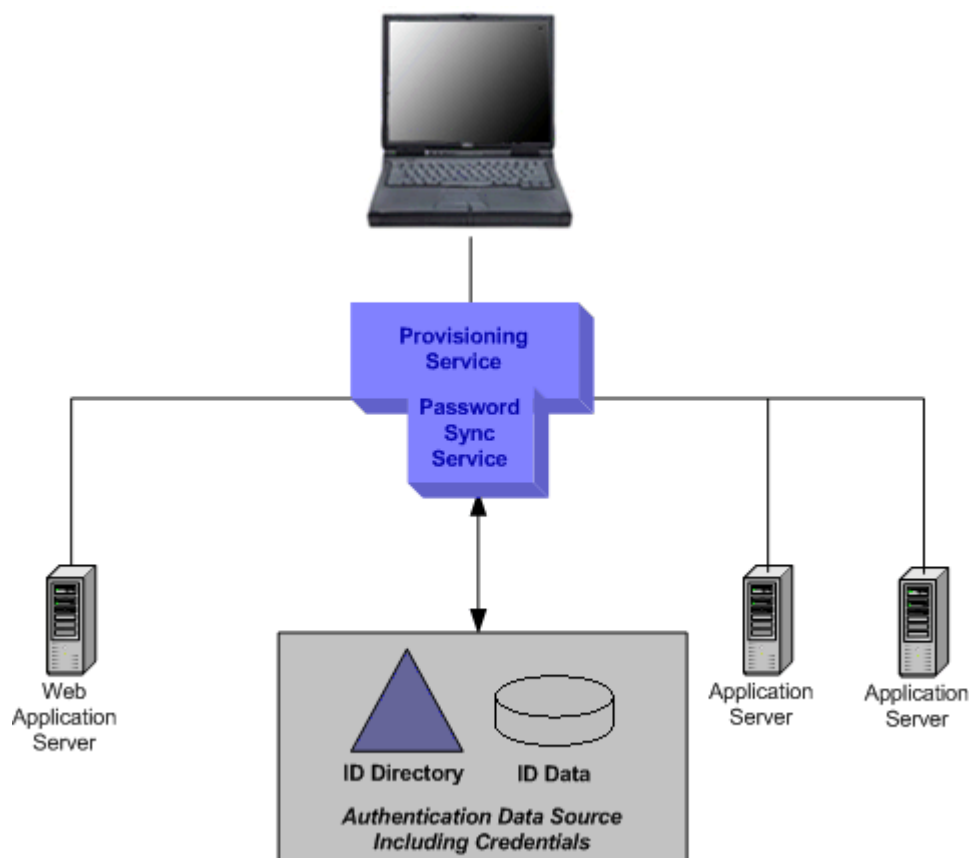 Provisioning
Service
Password
Sync
Service
Web
Application
Server
Application
Server
Application
Server
ID Directory
ID Data
Authentication Data Source
Including Credentials